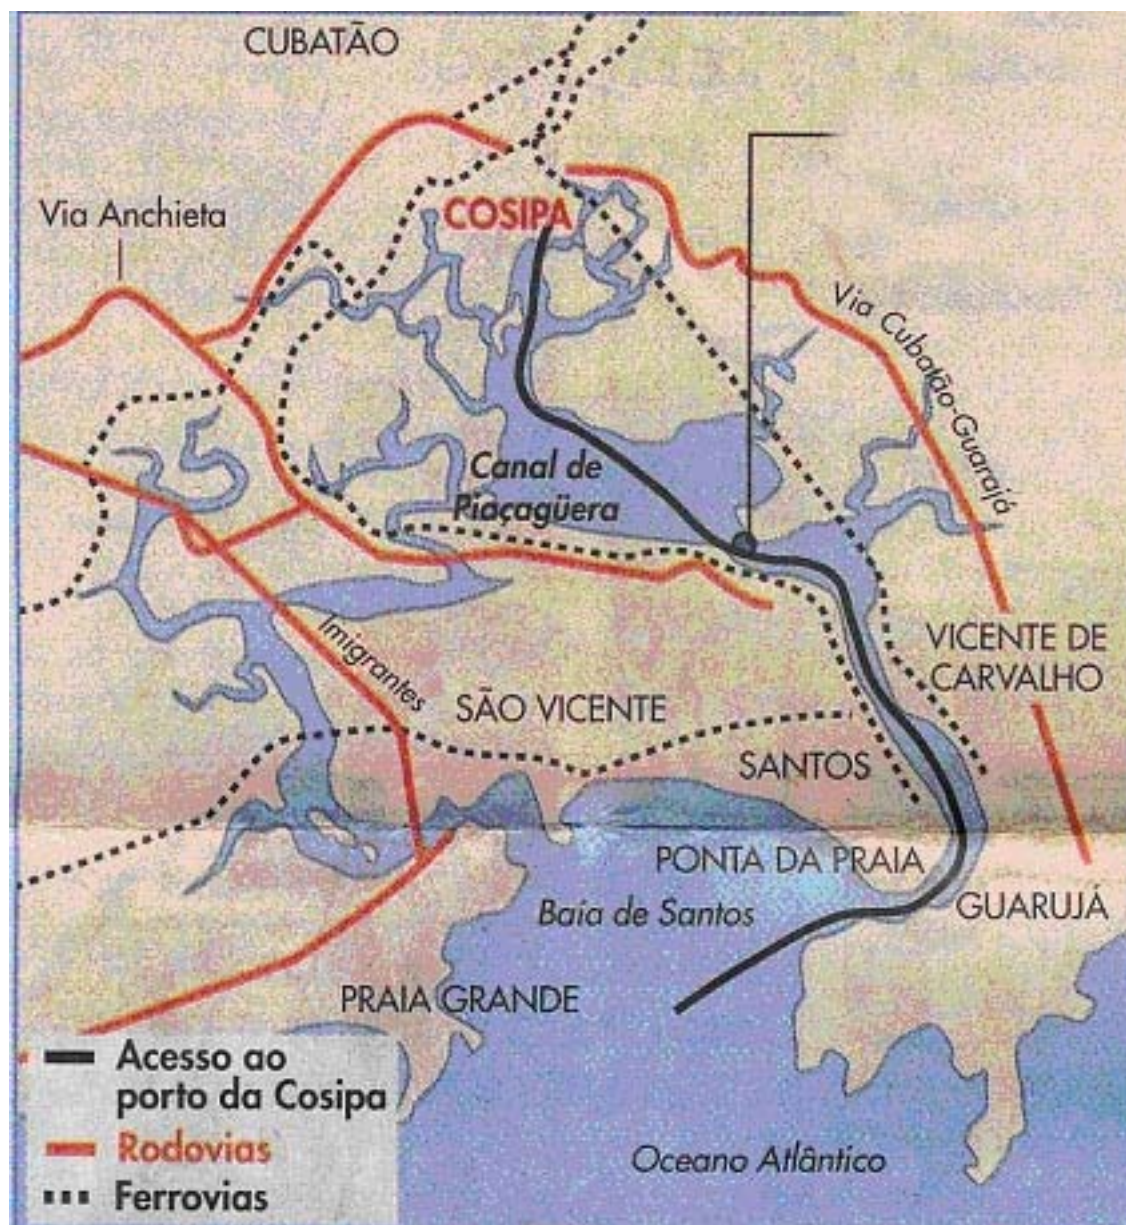 CUBATÃO
Via Anchieta
COSIPA
Via Cubatão-Guarajá
Canal de
Piaçagüera
Imigrantes
VICENTE DE
CARVALHO
SÃO VICENTE
SANTOS
PONTA DA PRAIA
Baía de Santos
GUARUJÁ
PRAIA GRANDE
Acesso ao
porto da Cosipa
Rodovias
Ferrovias
Oceano Atlântico